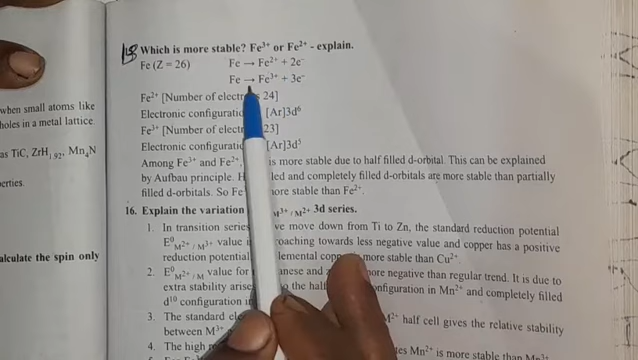 when small atoms like
holes in a metal lattice.
as TiC, ZrH1.92, Mn4N
erties.
alculate the spin only
15. Which is more stable? Fe³⁺ or Fe²⁺ - explain.
Fe (Z = 26) Fe → Fe²⁺ + 2e⁻
Fe → Fe³⁺ + 3e⁻
Fe²⁺ [Number of electr 24]
Electronic configurati [Ar]3d⁶
Fe³⁺ [Number of electr 23]
Electronic configurati [Ar]3d⁵
Among Fe³⁺ and Fe²⁺, is more stable due to half filled d-orbital. This can be explained
by Aufbau principle. H led and completely filled d-orbitals are more stable than partially
filled d-orbitals. So Fe ore stable than Fe²⁺.
16. Explain the variation M³⁺/M²⁺ 3d series.
1. In transition series ve move down from Ti to Zn, the standard reduction potential
E⁰M²⁺/M³⁺ value roaching towards less negative value and copper has a positive
reduction potential lemental copp more stable than Cu²⁺.
2. E⁰M²⁺/M value for anese and more negative than regular trend. It is due to
extra stability arise to the half onfiguration in Mn²⁺ and completely filled
d¹⁰ configuration i
3. The standard el M²⁺ half cell gives the relative stability
between M³⁺
4. The high tes Mn²⁺ is more stable than